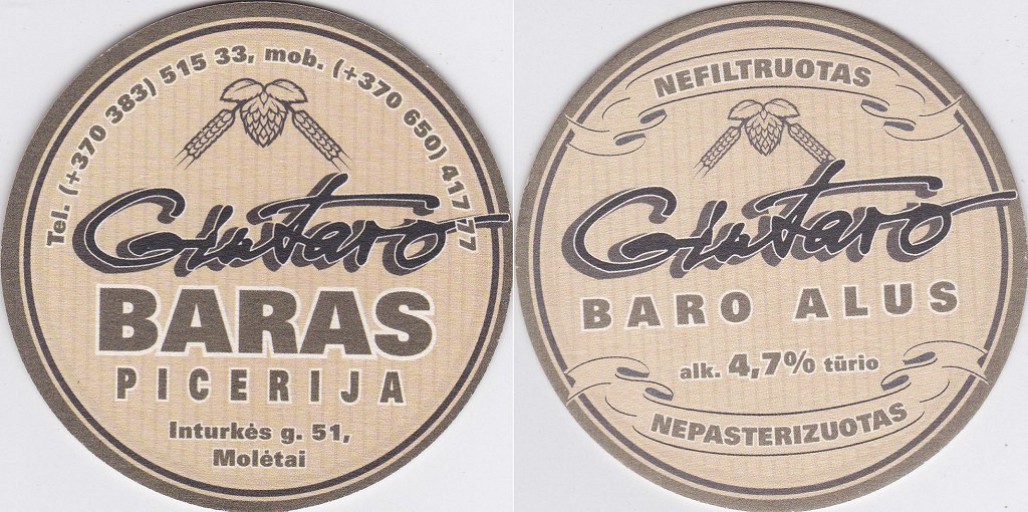 Tel. (+370 383) 515 33, mob. (+370 650) 417 77
Gintaro
BARAS
PICERIJA
Inturkės g. 51,
Molėtai
NEFILTRUOTAS
Gintaro
BARO ALUS
alk. 4,7% tūrio
NEPASTERIZUOTAS